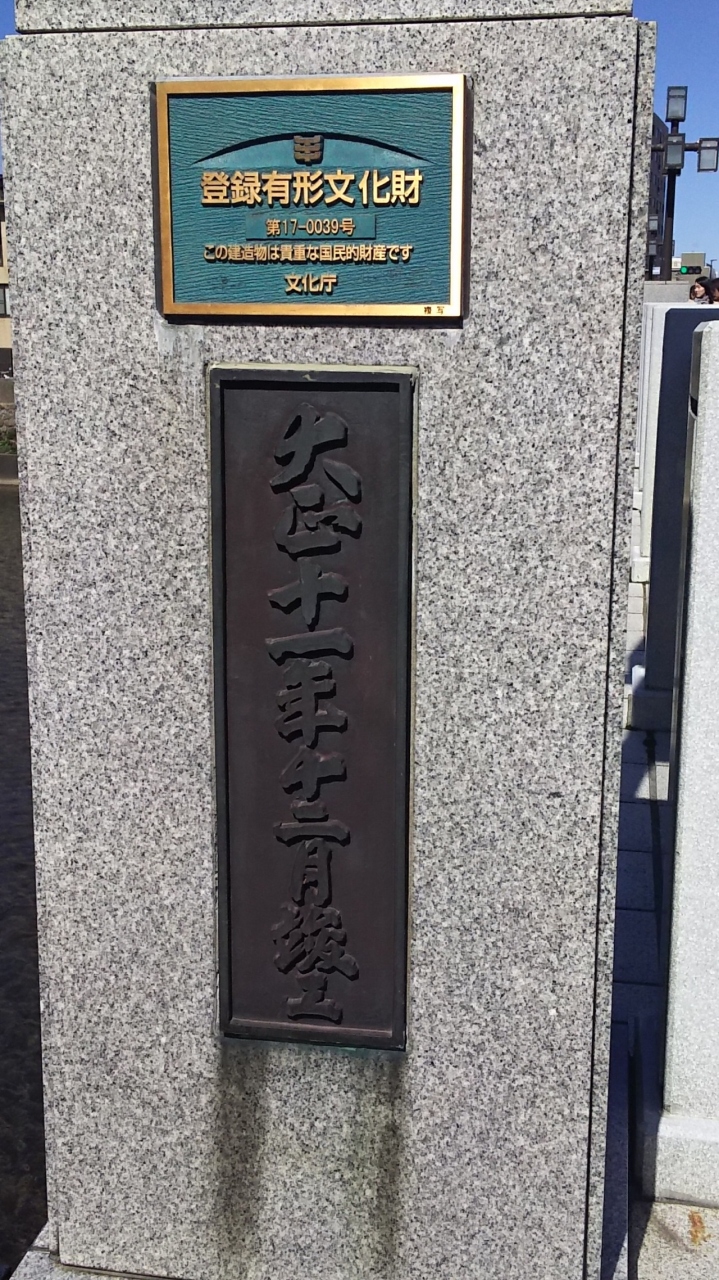 登録有形文化財
第17-0039号
この建造物は貴重な国民的財産です
文化庁
複写
大正十一年十二月竣工